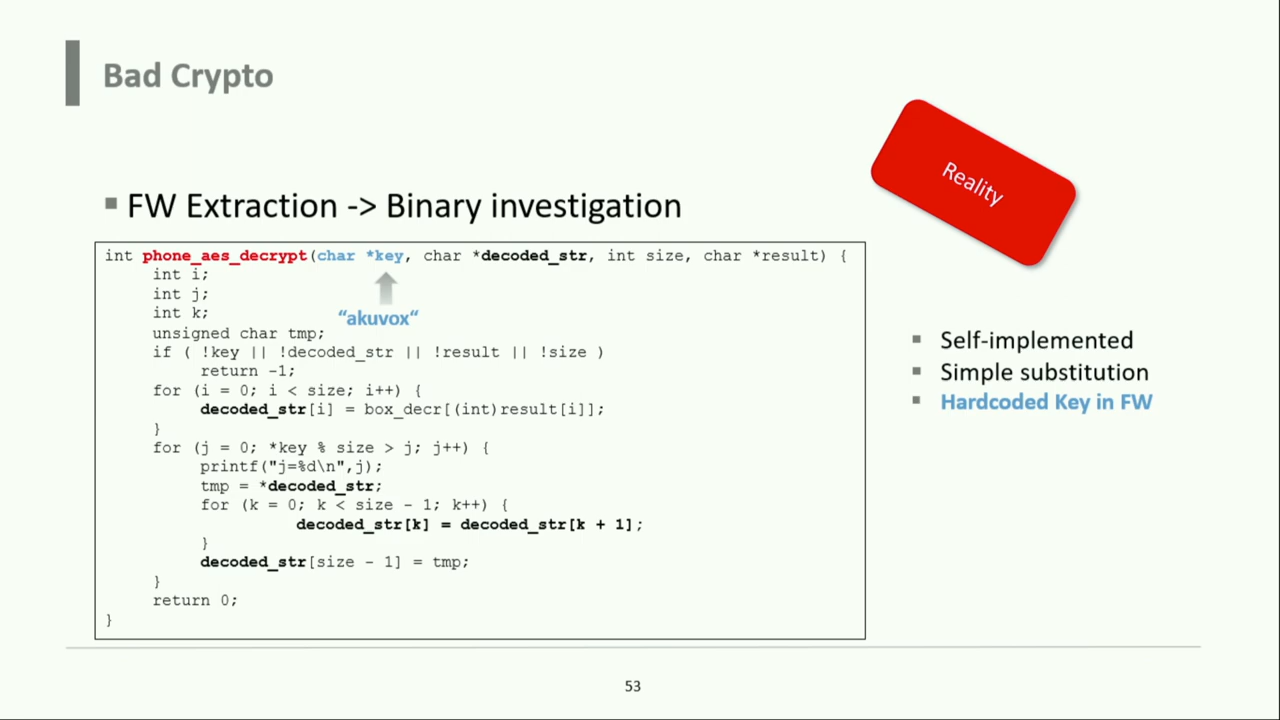 Bad Crypto
Reality
FW Extraction -> Binary investigation
int phone_aes_decrypt(char *key, char *decoded_str, int size, char *result) {
int i;
int j;
int k;
"akuvox"
unsigned char tmp;
if ( !key || !decoded_str || !result || !size )
return -1;
for (i = 0; i < size; i++) {
decoded_str[i] = box_decr[(int)result[i]];
}
for (j = 0; *key % size > j; j++) {
printf("j=%d\n",j);
tmp = *decoded_str;
for (k = 0; k < size - 1; k++) {
decoded_str[k] = decoded_str[k + 1];
}
decoded_str[size - 1] = tmp;
}
return 0;
}
Self-implemented
Simple substitution
Hardcoded Key in FW
53